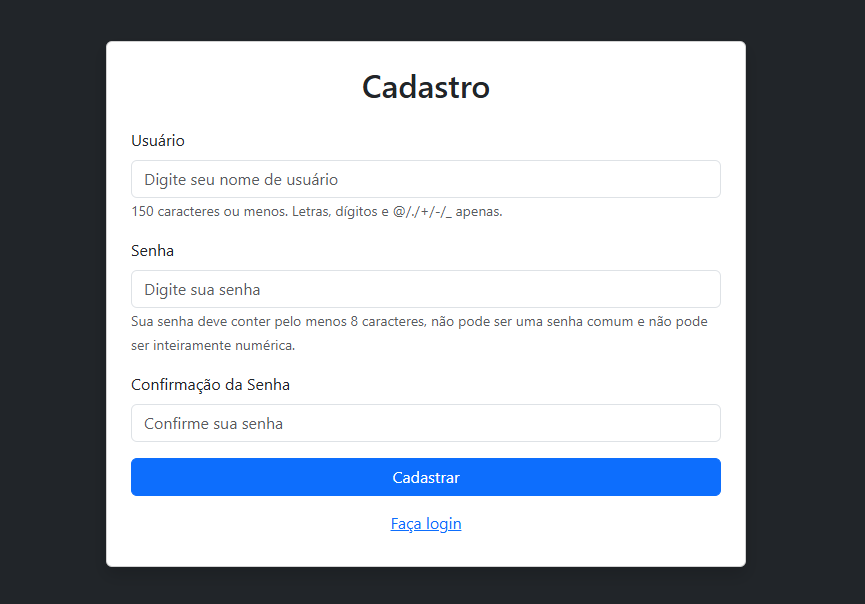 Cadastro
Usuário
Digite seu nome de usuário
150 caracteres ou menos. Letras, dígitos e @/./+/-/_ apenas.
Senha
Digite sua senha
Sua senha deve conter pelo menos 8 caracteres, não pode ser uma senha comum e não pode
ser inteiramente numérica.
Confirmação da Senha
Confirme sua senha
Cadastrar
Faça login